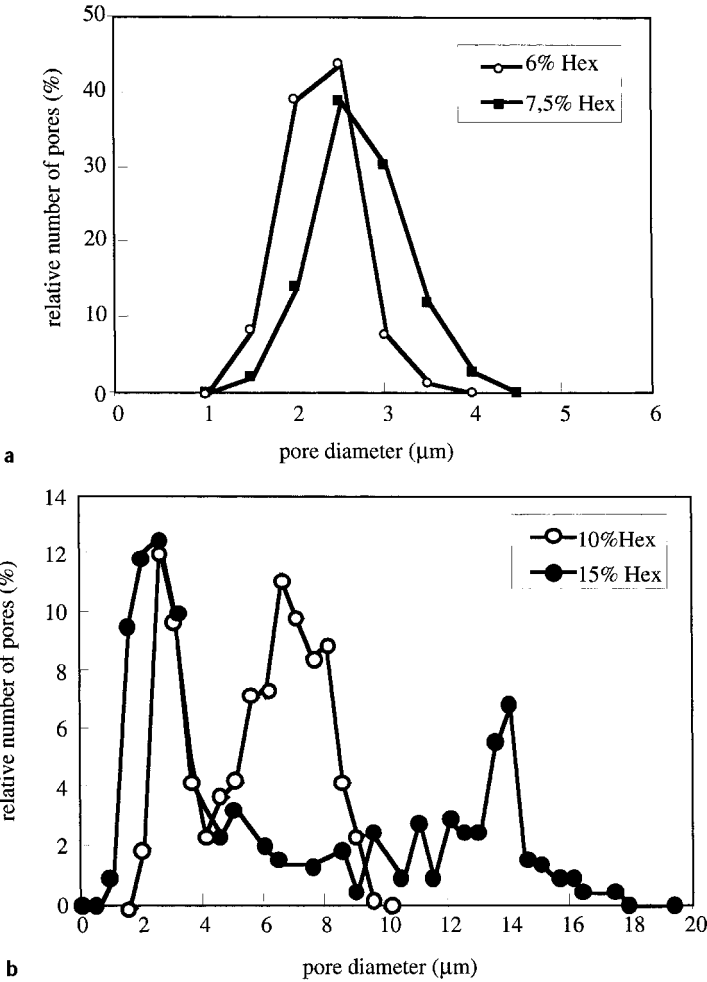 50
40
30
20
10
0
relative number of pores (%)
6% Hex
7,5% Hex
0 1 2 3 4 5 6
pore diameter (µm)
a
14
12
10
8
6
4
2
0
relative number of pores (%)
10%Hex
15% Hex
0 2 4 6 8 10 12 14 16 18 20
pore diameter (µm)
b